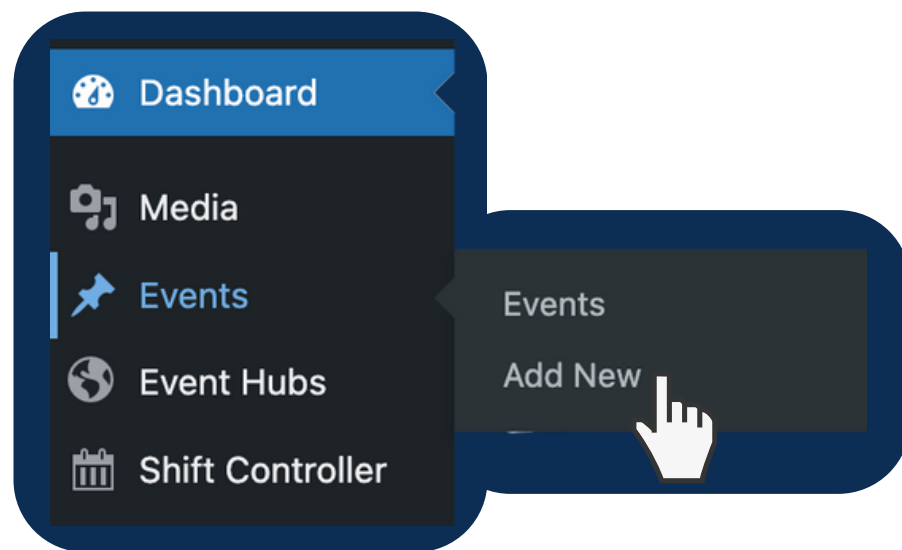 Dashboard
Media
Events
Event Hubs
Shift Controller
Events
Add New